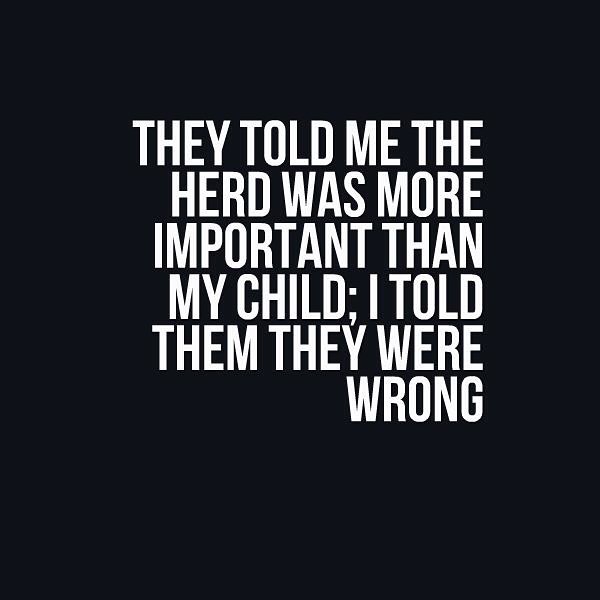 THEY TOLD ME THE
HERD WAS MORE
IMPORTANT THAN
MY CHILD; I TOLD
THEM THEY WERE
WRONG